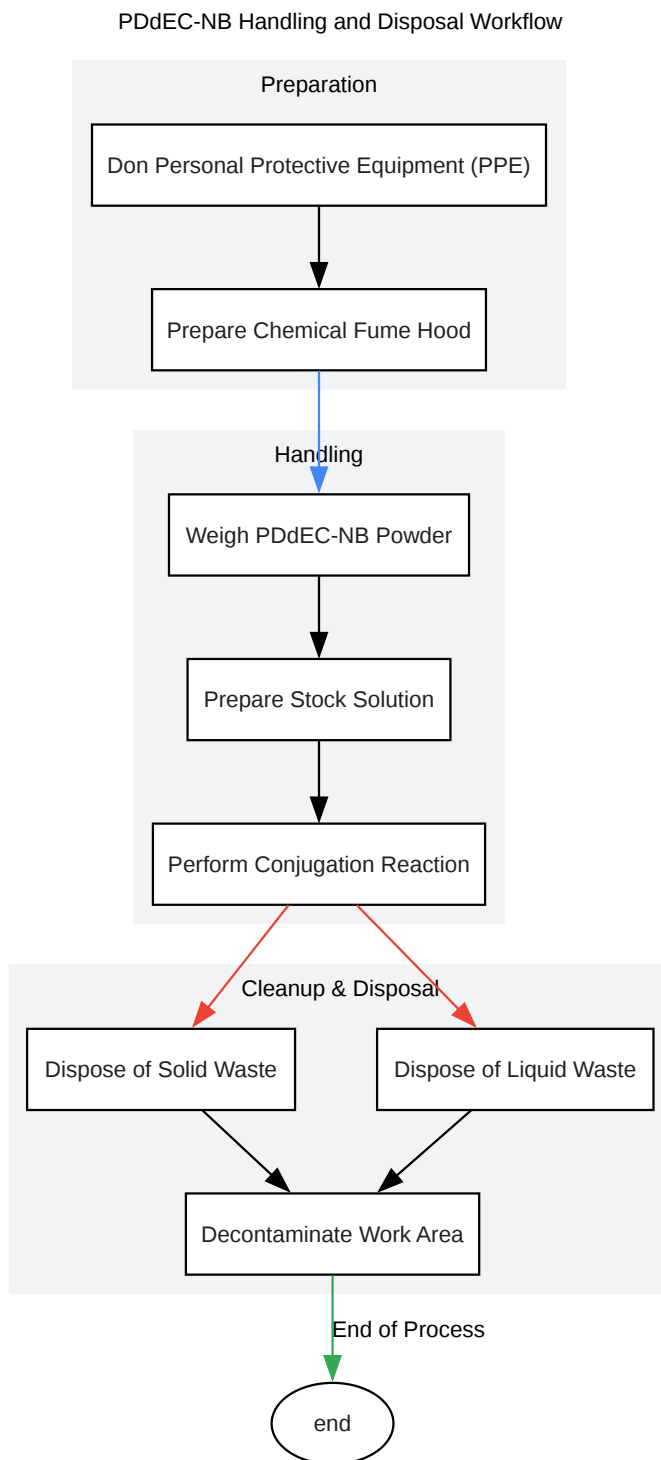 PDdEC-NB Handling and Disposal Workflow
Preparation
Don Personal Protective Equipment (PPE)
Prepare Chemical Fume Hood
Handling
Weigh PDdEC-NB Powder
Prepare Stock Solution
Perform Conjugation Reaction
Cleanup & Disposal
Dispose of Solid Waste
Dispose of Liquid Waste
Decontaminate Work Area
End of Process
end